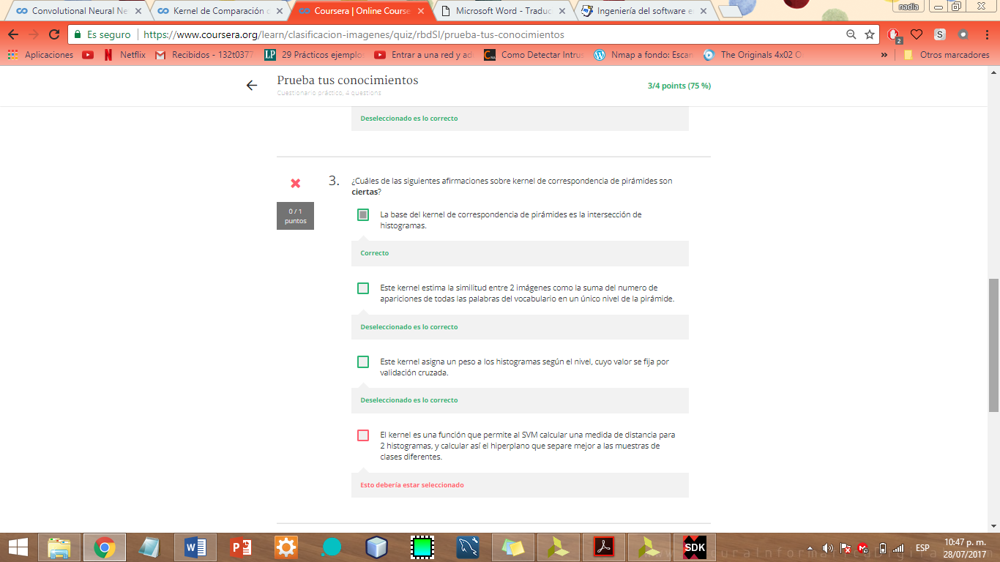 Convolutional Neural Ne
Kernel de Comparación d
Coursera | Online Course
Microsoft Word - Traduc
Ingeniería del software e
nadia
Es seguro
https://www.coursera.org/learn/clasificacion-imagenes/quiz/rbdSI/prueba-tus-conocimientos
2
S
Aplicaciones
Netflix
Recibidos - 132t0377
29 Prácticos ejemplo
Entrar a una red y ad
Como Detectar Intrus
Nmap a fondo: Escan
The Originals 4x02 O
»
Otros marcadores
Prueba tus conocimientos
Cuestionario práctico, 4 questions
3/4 points (75 %)
Deseleccionado es lo correcto
3.
¿Cuáles de las siguientes afirmaciones sobre kernel de correspondencia de pirámides son
ciertas?
0 / 1
puntos
La base del kernel de correspondencia de pirámides es la intersección de
histogramas.
Correcto
Este kernel estima la similitud entre 2 imágenes como la suma del numero de
apariciones de todas las palabras del vocabulario en un único nivel de la pirámide.
Deseleccionado es lo correcto
Este kernel asigna un peso a los histogramas según el nivel, cuyo valor se fija por
validación cruzada.
Deseleccionado es lo correcto
El kernel es una función que permite al SVM calcular una medida de distancia para
2 histogramas, y calcular así el hiperplano que separe mejor a las muestras de
clases diferentes.
Esto debería estar seleccionado
SDK
ESP
10:47 p. m.
28/07/2017